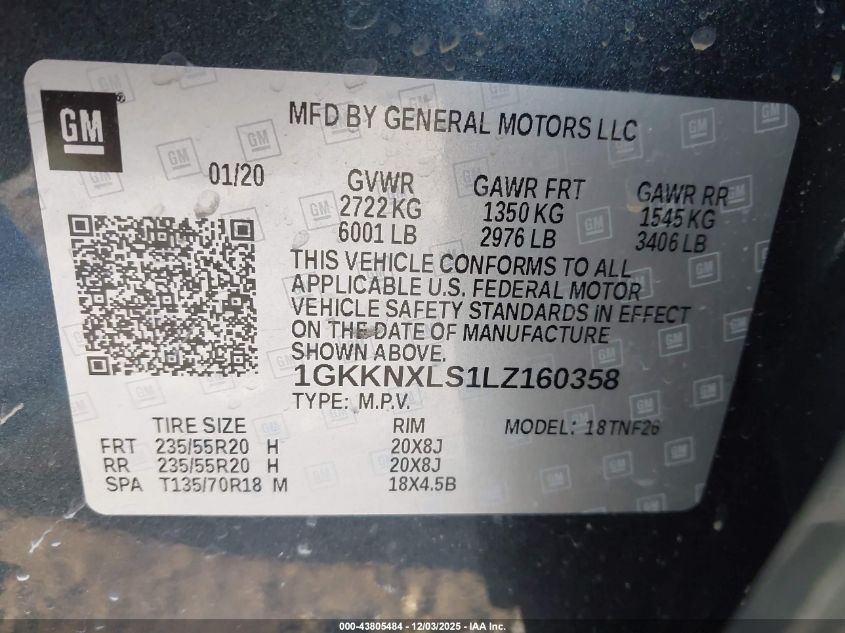 GM
MFD BY GENERAL MOTORS LLC
01/20 GVWR GAWR FRT GAWR RR
2722 KG 1350 KG 1545 KG
6001 LB 2976 LB 3406 LB
THIS VEHICLE CONFORMS TO ALL
APPLICABLE U.S. FEDERAL MOTOR
VEHICLE SAFETY STANDARDS IN EFFECT
ON THE DATE OF MANUFACTURE
SHOWN ABOVE.
1GKKNXLS1LZ160358
TYPE: M.P.V.
TIRE SIZE RIM MODEL: 18TNF26
FRT 235/55R20 H 20X8J
RR 235/55R20 H 20X8J
SPA T135/70R18 M 18X4.5B
000-43805484 - 12/03/2025 - IAA Inc.